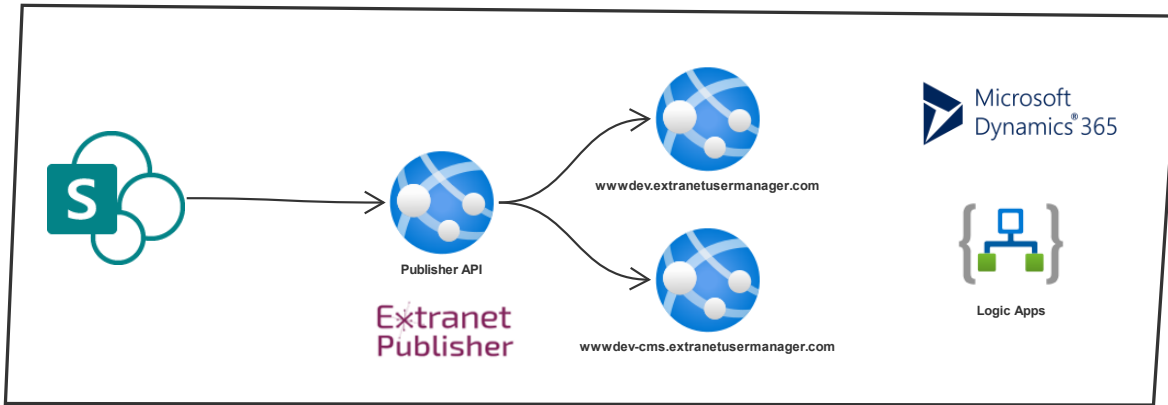 S
Publisher API
Extranet
Publisher
wwwdev.extranetusermanager.com
wwwdev-cms.extranetusermanager.com
Microsoft
Dynamics®365
Logic Apps